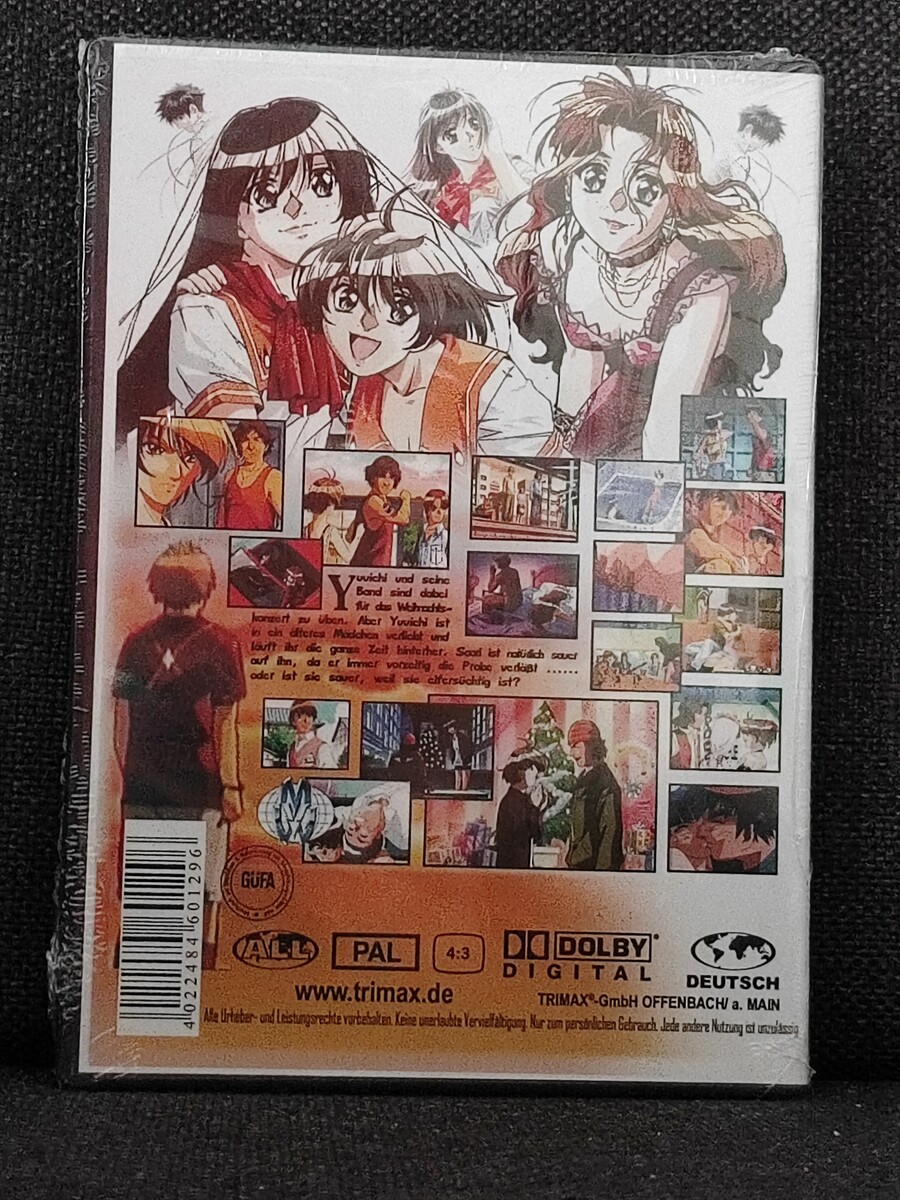 Yuuichi und seine
Band sind dabei
für das Weihnachts-
konzert zu üben. Aber Yuuichi ist
in ein älteres Mädchen verliebt und
läuft ihr die ganze Zeit hinterher. Saori ist natürlich sauer
auf ihn, da er immer vorzeitig die Probe verläßt ......
oder ist sie sauer, weil sie eifersüchtig ist?
4022484601296
GÜFA
ALL
PAL
4:3
DOLBY
DIGITAL
DEUTSCH
www.trimax.de
TRIMAX®-GmbH OFFENBACH/ a. MAIN
Alle Urheber- und Leistungsrechte vorbehalten. Keine unerlaubte Vervielfältigung. Nur zum persönlichen Gebrauch. Jede andere Nutzung ist unzulässig